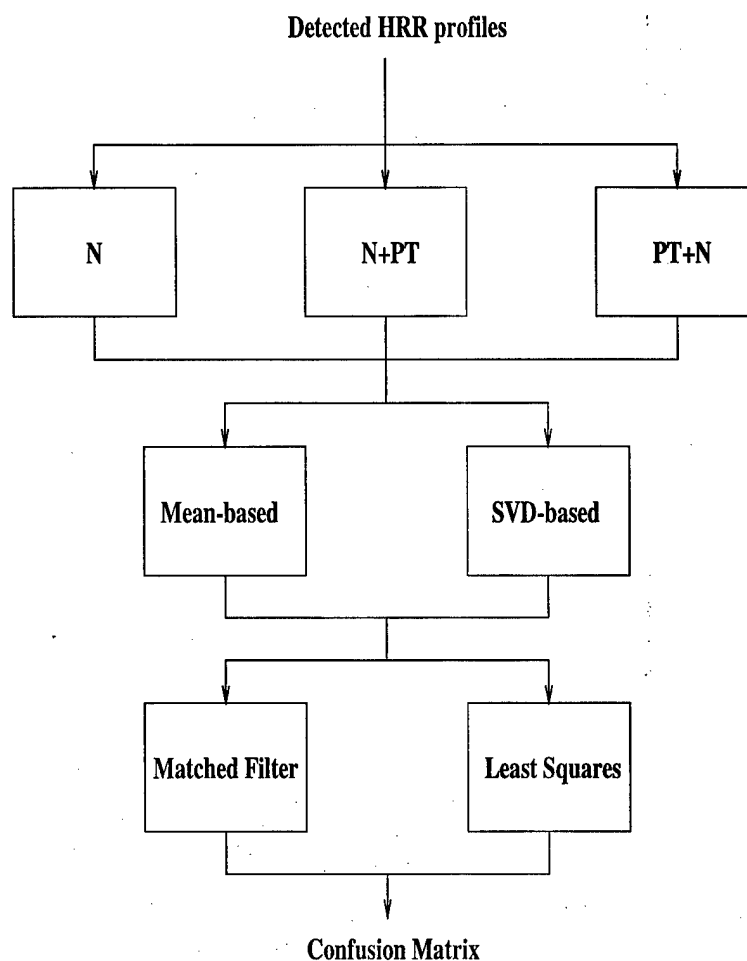 Detected HRR profiles
N
N+PT
PT+N
Mean-based
SVD-based
Matched Filter
Least Squares
Confusion Matrix